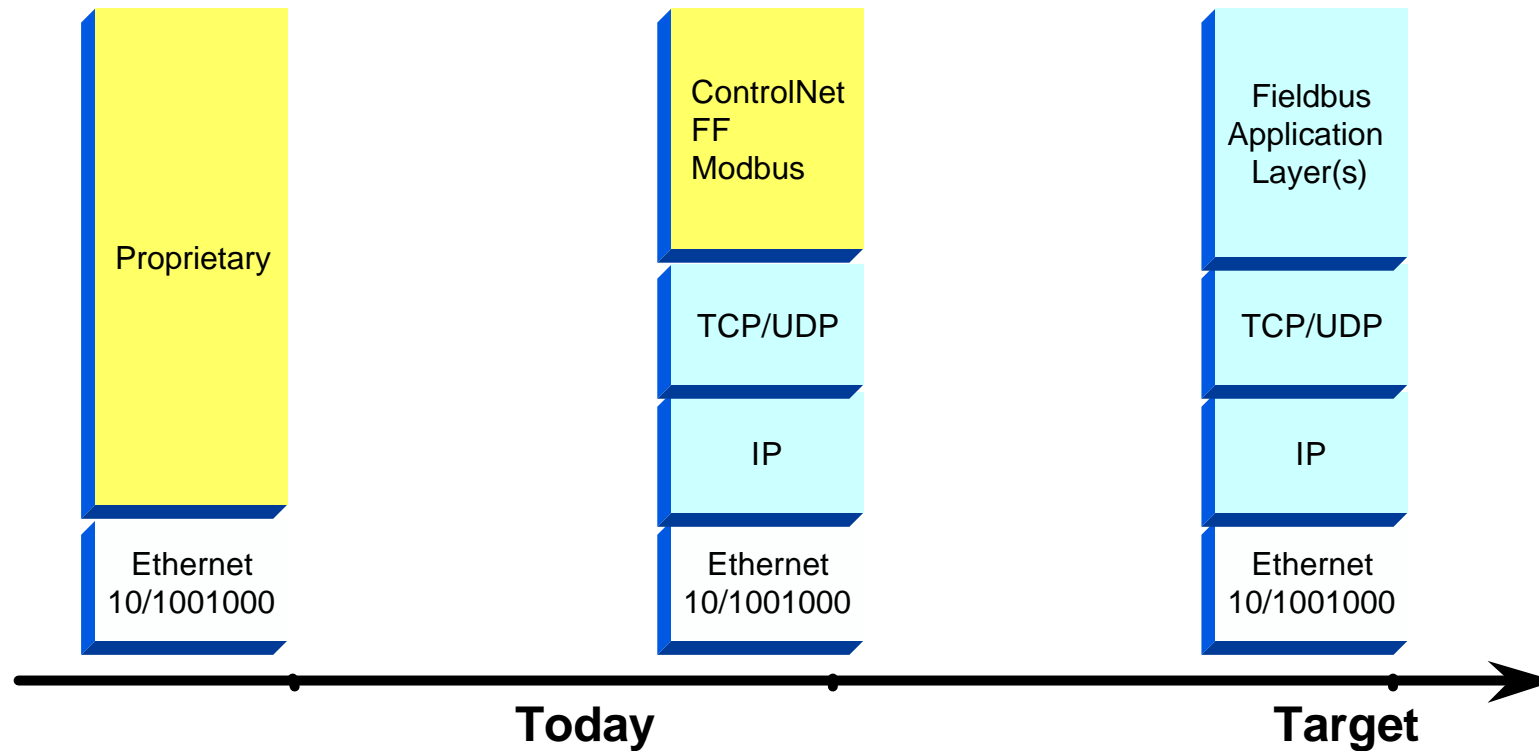 Proprietary
Ethernet
10/1001000
ControlNet
FF
Modbus
TCP/UDP
IP
Ethernet
10/1001000
Fieldbus
Application
Layer(s)
TCP/UDP
IP
Ethernet
10/1001000
Today
Target